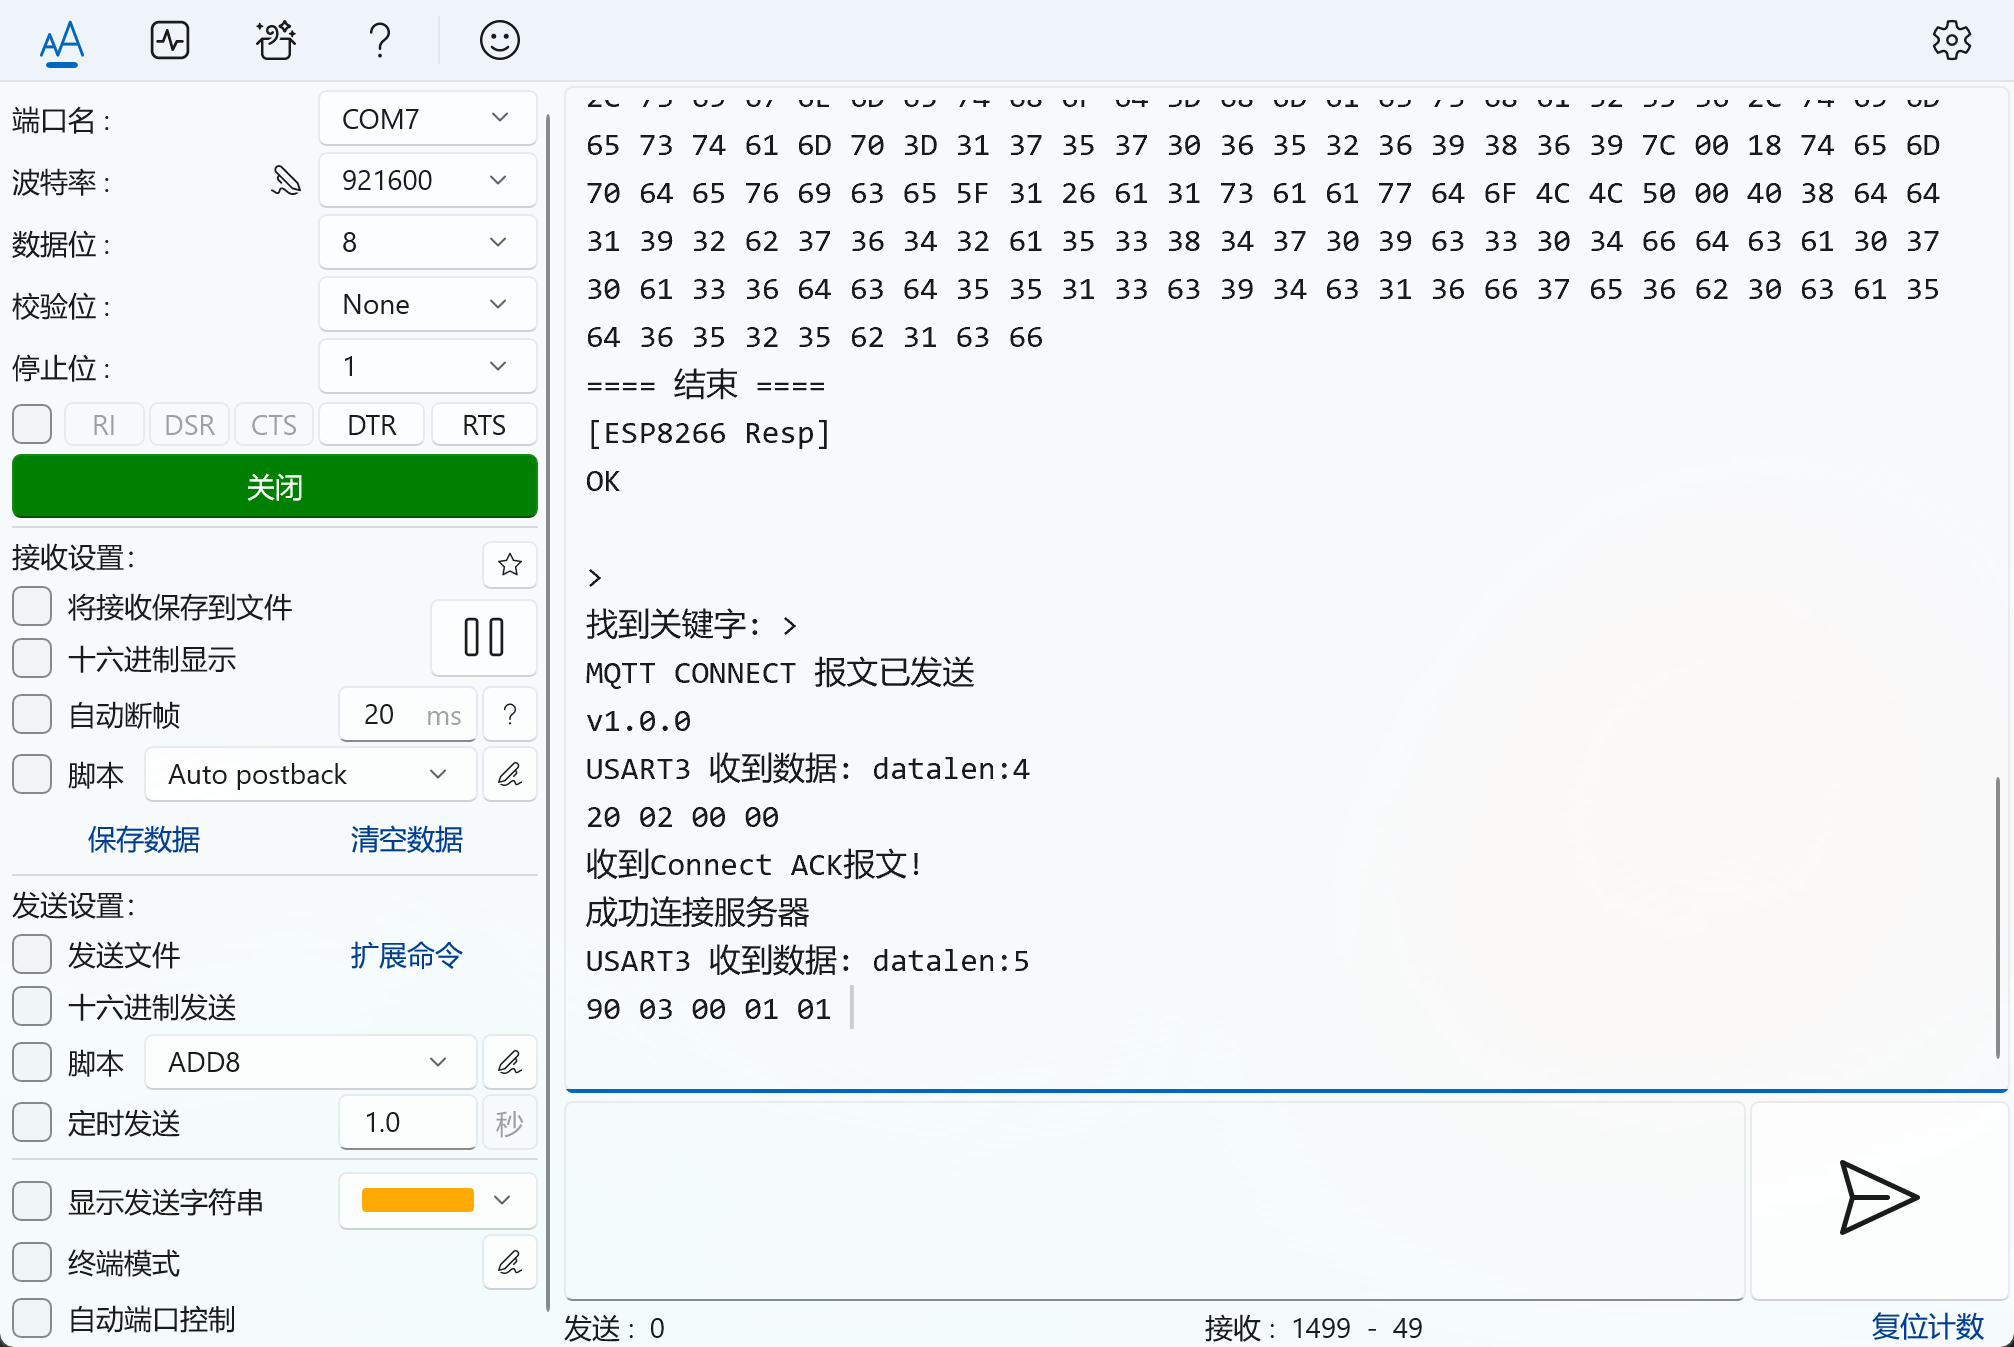 端口名 :
COM7
波特率 :
921600
数据位 :
8
校验位 :
None
停止位 :
1
RI DSR CTS DTR RTS
关闭
接收设置:
将接收保存到文件
十六进制显示
自动断帧
20 ms ?
脚本
Auto postback
保存数据
清空数据
发送设置:
发送文件
扩展命令
十六进制发送
脚本
ADD8
定时发送
1.0 秒
显示发送字符串
终端模式
自动端口控制
65 73 74 61 6D 70 3D 31 37 35 37 30 36 35 32 36 39 38 36 39 7C 00 18 74 65 6D
70 64 65 76 69 63 65 5F 31 26 61 31 73 61 61 77 64 6F 4C 4C 50 00 40 38 64 64
31 39 32 62 37 36 34 32 61 35 33 38 34 37 30 39 63 33 30 34 66 64 63 61 30 37
30 61 33 36 64 63 64 35 35 31 33 63 39 34 63 31 36 66 37 65 36 62 30 63 61 35
64 36 35 32 35 62 31 63 66
==== 结束 ====
[ESP8266 Resp]
OK
>
找到关键字: >
MQTT CONNECT 报文已发送
v1.0.0
USART3 收到数据: datalen:4
20 02 00 00
收到Connect ACK报文!
成功连接服务器
USART3 收到数据: datalen:5
90 03 00 01 01
发送 : 0
接收 : 1499 - 49
复位计数